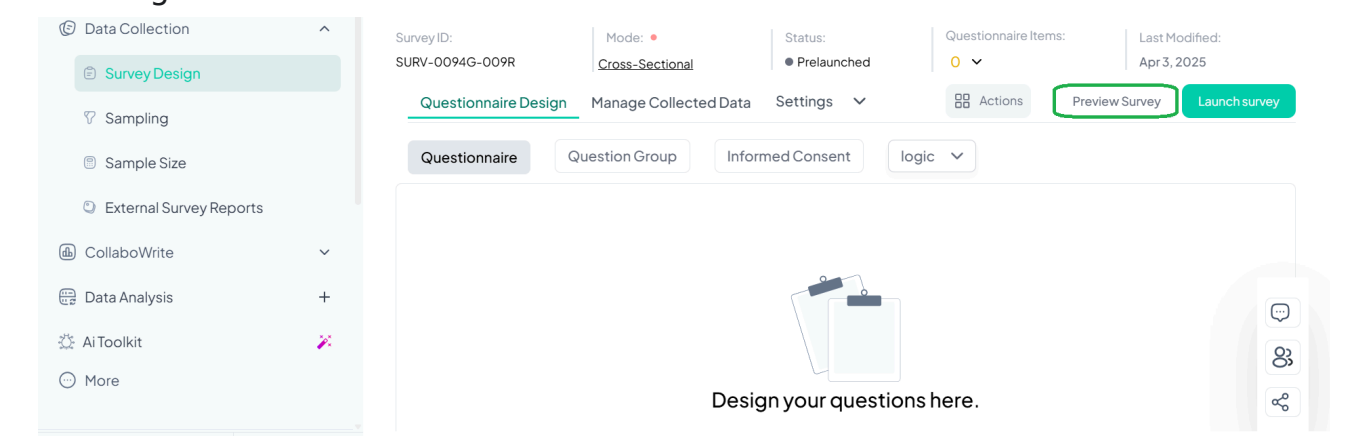 Data Collection
Survey Design
Sampling
Sample Size
External Survey Reports
CollaboWrite
Data Analysis
Ai Toolkit
More
Survey ID:
SURV-0094G-009R
Mode:
Cross-Sectional
Status:
Prelaunched
Questionnaire Items:
0
Last Modified:
Apr 3, 2025
Questionnaire Design
Manage Collected Data
Settings
Actions
Preview Survey
Launch survey
Questionnaire
Question Group
Informed Consent
logic
Design your questions here.